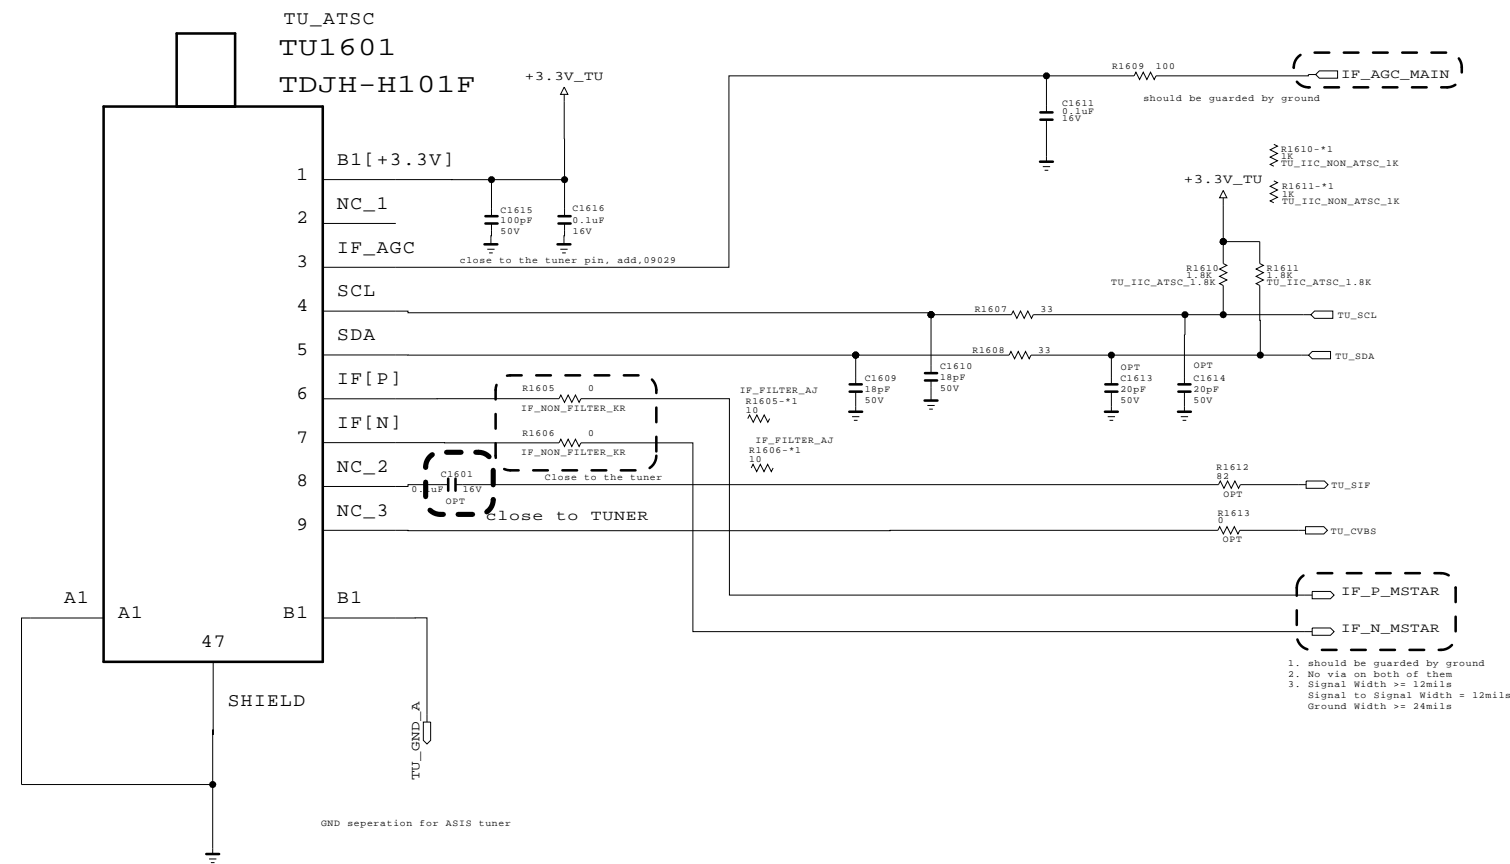 TU_ATSC
TU1601
TDJH-H101F
+3.3V_TU
R1609 100
IF_AGC_MAIN
should be guarded by ground
C1611
0.1uF
16V
B1[+3.3V]
1
NC_1
2
C1615
100pF
50V
C1616
0.1uF
16V
IF_AGC
3
close to the tuner pin, add,09029
R1610-*1
1K
TU_IIC_NON_ATSC_1K
+3.3V_TU
R1611-*1
1K
TU_IIC_NON_ATSC_1K
R1610
1.8K
TU_IIC_ATSC_1.8K
R1611
1.8K
TU_IIC_ATSC_1.8K
SCL
4
R1607 33
TU_SCL
SDA
5
R1608 33
TU_SDA
C1609
18pF
50V
C1610
18pF
50V
OPT
C1613
20pF
50V
OPT
C1614
20pF
50V
IF[P]
6
R1605 0
IF_NON_FILTER_KR
IF_FILTER_AJ
R1605-*1
10
IF[N]
7
R1606 0
IF_NON_FILTER_KR
IF_FILTER_AJ
R1606-*1
10
Close to the tuner
NC_2
8
C1601
0.1uF 16V
OPT
close to TUNER
R1612
82
OPT
TU_SIF
NC_3
9
R1613
0
OPT
TU_CVBS
IF_P_MSTAR
IF_N_MSTAR
1. should be guarded by ground
2. No via on both of them
3. Signal Width >= 12mils
Signal to Signal Width = 12mils
Ground Width >= 24mils
A1
A1
B1
B1
47
SHIELD
TU_GND_A
GND seperation for ASIS tuner